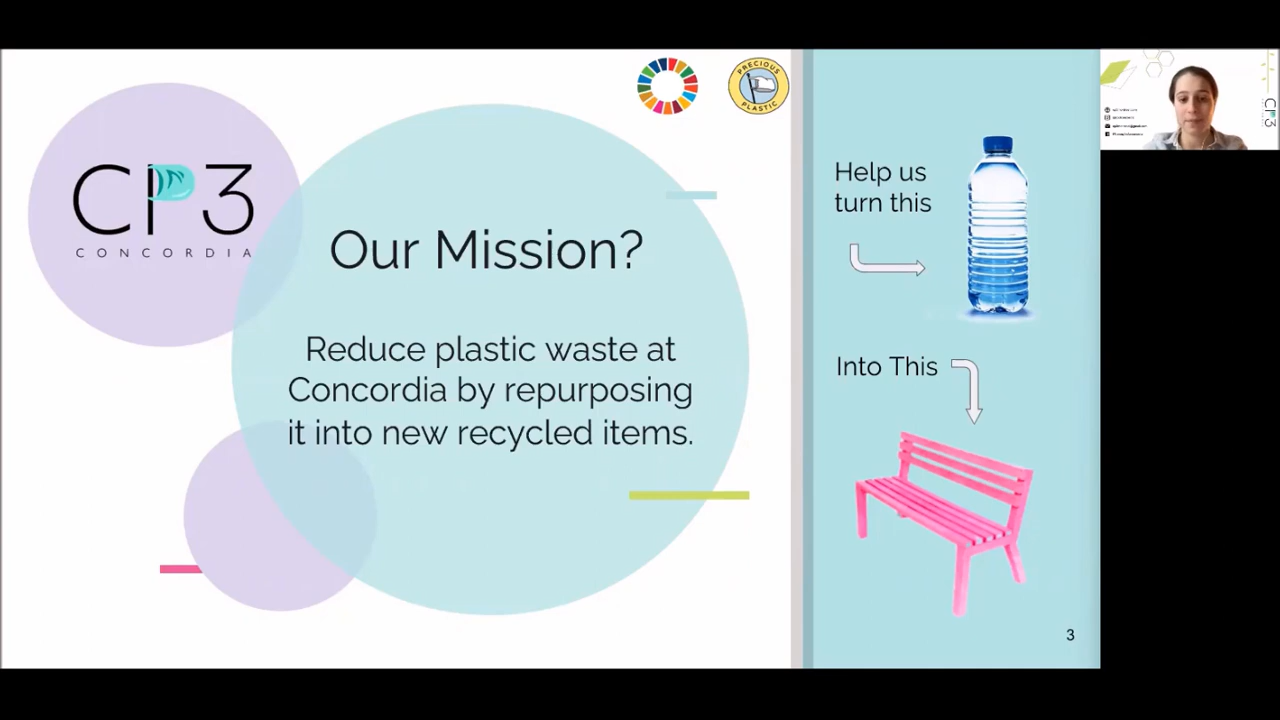 PRECIOUS
PLASTIC
CP3
CONCORDIA
Our Mission?
Reduce plastic waste at
Concordia by repurposing
it into new recycled items.
Help us
turn this
Into This
3
CP3